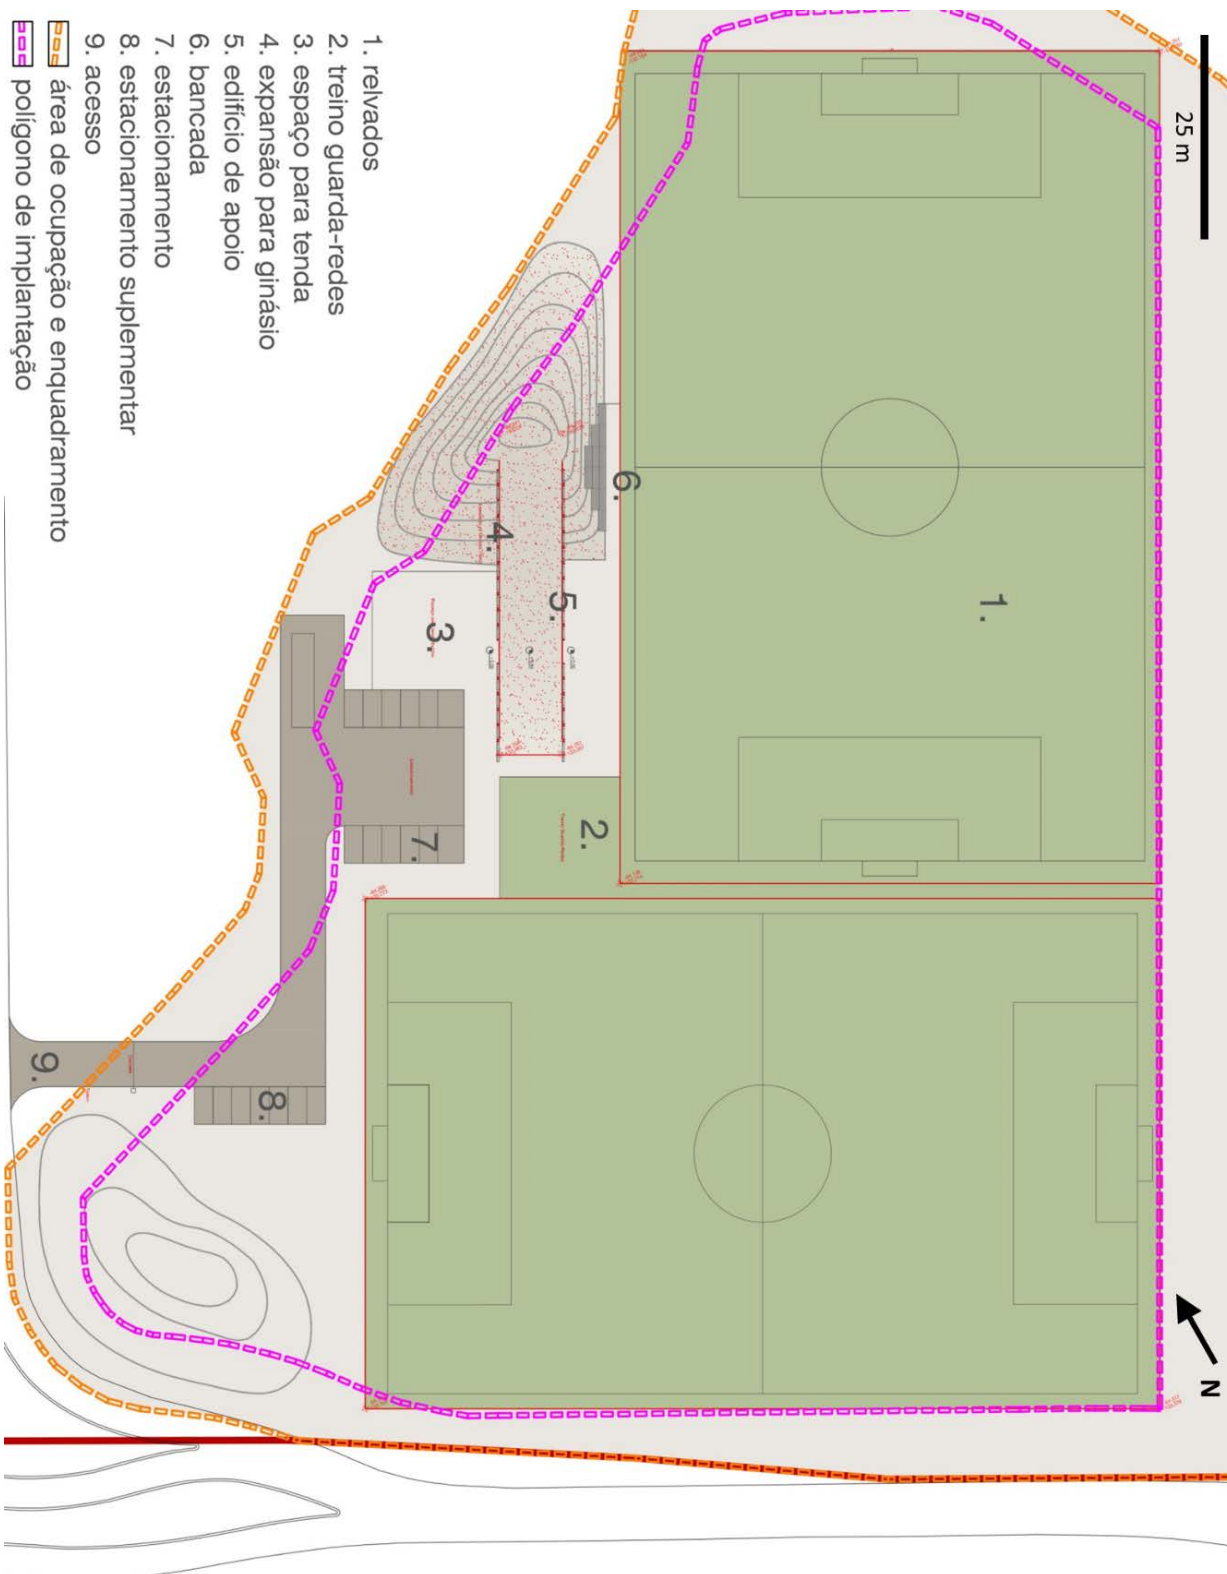 1. relvados
2. treino guarda-redes
3. espaço para tenda
4. expansão para ginásio
5. edifício de apoio
6. bancada
7. estacionamento
8. estacionamento suplementar
9. acesso
área de ocupação e enquadramento
polígono de implantação
25 m
6.
4.
5.
1.
3.
2.
7.
9.
8.
N